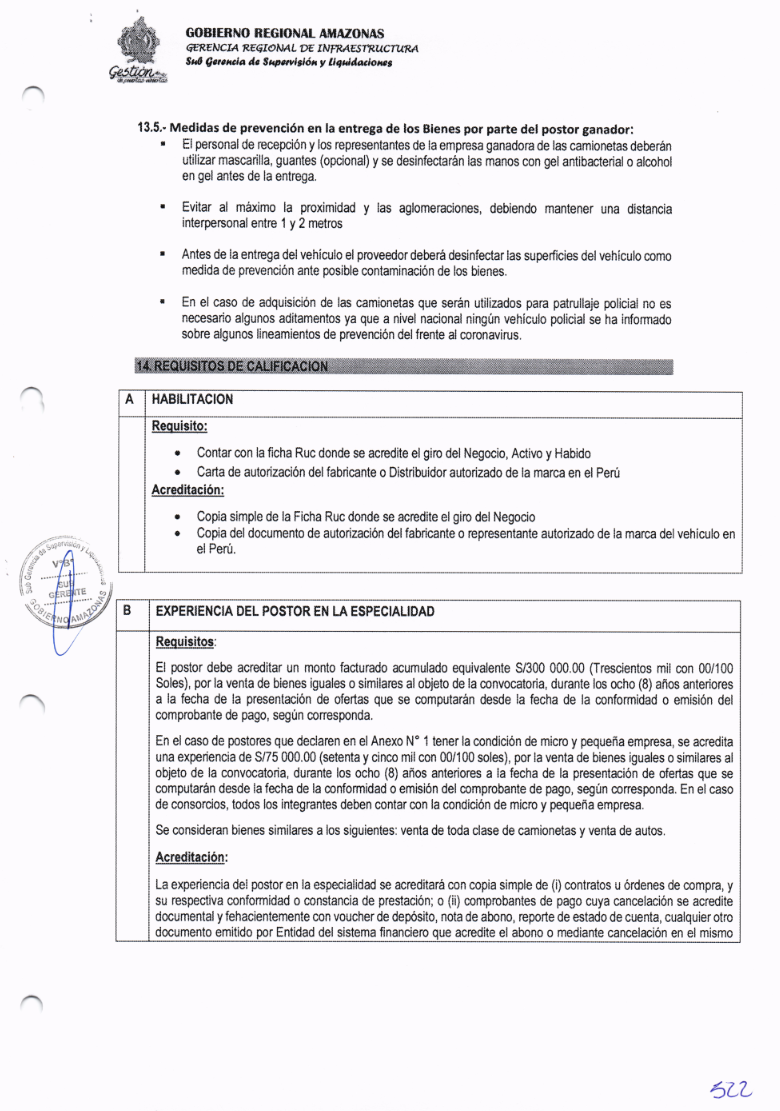 GOBIERNO REGIONAL AMAZONAS
GERENCIA REGIONAL DE INFRAESTRUCTURA
Sub Gerencia de Supervisión y Liquidaciones
Gestión
13.5.- Medidas de prevención en la entrega de los Bienes por parte del postor ganador:
▪ El personal de recepción y los representantes de la empresa ganadora de las camionetas deberán
utilizar mascarilla, guantes (opcional) y se desinfectarán las manos con gel antibacterial o alcohol
en gel antes de la entrega.
▪ Evitar al máximo la proximidad y las aglomeraciones, debiendo mantener una distancia
interpersonal entre 1 y 2 metros
▪ Antes de la entrega del vehículo el proveedor deberá desinfectar las superficies del vehículo como
medida de prevención ante posible contaminación de los bienes.
▪ En el caso de adquisición de las camionetas que serán utilizados para patrullaje policial no es
necesario algunos aditamentos ya que a nivel nacional ningún vehículo policial se ha informado
sobre algunos lineamientos de prevención del frente al coronavirus.
14. REQUISITOS DE CALIFICACION
A HABILITACION
Requisito:
• Contar con la ficha Ruc donde se acredite el giro del Negocio, Activo y Habido
• Carta de autorización del fabricante o Distribuidor autorizado de la marca en el Perú
Acreditación:
• Copia simple de la Ficha Ruc donde se acredite el giro del Negocio
• Copia del documento de autorización del fabricante o representante autorizado de la marca del vehículo en
el Perú.
Sub Gerencia de Supervisión y
V°B°
SUB
GERENTE
GOBIERNO AMAZONAS
B EXPERIENCIA DEL POSTOR EN LA ESPECIALIDAD
Requisitos:
El postor debe acreditar un monto facturado acumulado equivalente S/300 000.00 (Trescientos mil con 00/100
Soles), por la venta de bienes iguales o similares al objeto de la convocatoria, durante los ocho (8) años anteriores
a la fecha de la presentación de ofertas que se computarán desde la fecha de la conformidad o emisión del
comprobante de pago, según corresponda.
En el caso de postores que declaren en el Anexo N° 1 tener la condición de micro y pequeña empresa, se acredita
una experiencia de S/75 000.00 (setenta y cinco mil con 00/100 soles), por la venta de bienes iguales o similares al
objeto de la convocatoria, durante los ocho (8) años anteriores a la fecha de la presentación de ofertas que se
computarán desde la fecha de la conformidad o emisión del comprobante de pago, según corresponda. En el caso
de consorcios, todos los integrantes deben contar con la condición de micro y pequeña empresa.
Se consideran bienes similares a los siguientes: venta de toda clase de camionetas y venta de autos.
Acreditación:
La experiencia del postor en la especialidad se acreditará con copia simple de (i) contratos u órdenes de compra, y
su respectiva conformidad o constancia de prestación; o (ii) comprobantes de pago cuya cancelación se acredite
documental y fehacientemente con voucher de depósito, nota de abono, reporte de estado de cuenta, cualquier otro
documento emitido por Entidad del sistema financiero que acredite el abono o mediante cancelación en el mismo
522